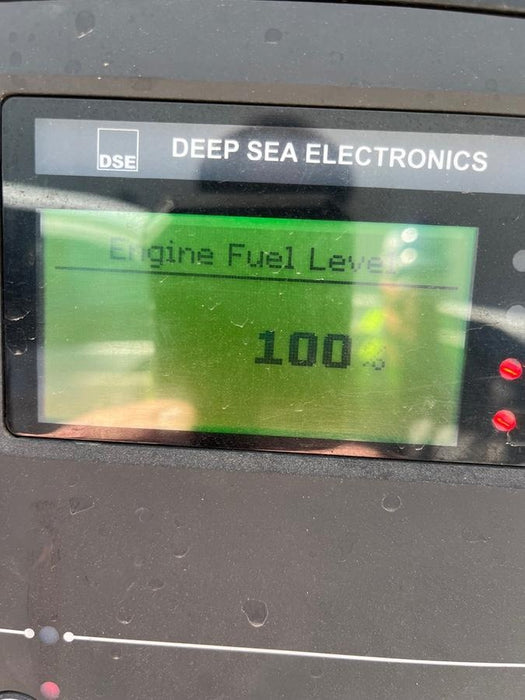 DSE
DEEP SEA ELECTRONICS
Engine Fuel Level
100%